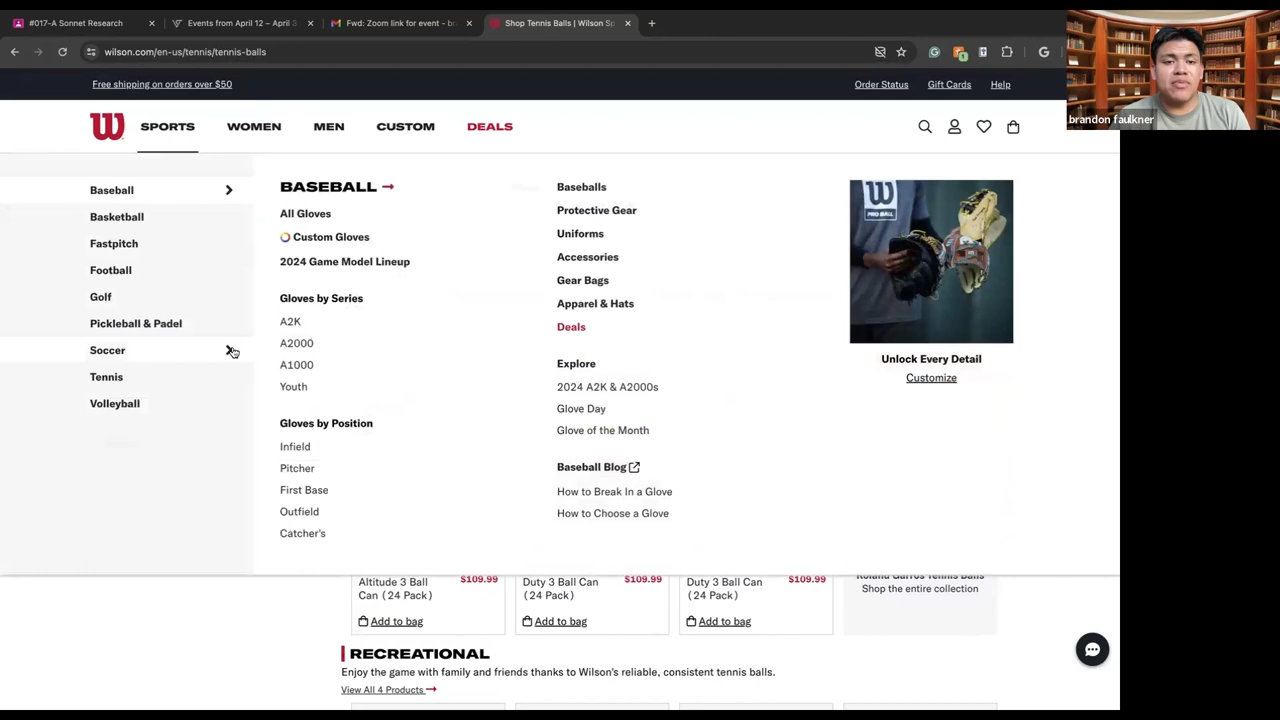 #017-A Sonnet Research
Events from April 12 – April 3
Fwd: Zoom link for event - br
Shop Tennis Balls | Wilson Sp
wilson.com/en-us/tennis/tennis-balls
brandon faulkner
Free shipping on orders over $50
Order Status
Gift Cards
Help
W
SPORTS
WOMEN
MEN
CUSTOM
DEALS
Baseball
Basketball
Fastpitch
Football
Golf
Pickleball & Padel
Soccer
Tennis
Volleyball
BASEBALL
All Gloves
Custom Gloves
2024 Game Model Lineup
Gloves by Series
A2K
A2000
A1000
Youth
Gloves by Position
Infield
Pitcher
First Base
Outfield
Catcher's
Baseballs
Protective Gear
Uniforms
Accessories
Gear Bags
Apparel & Hats
Deals
Explore
2024 A2K & A2000s
Glove Day
Glove of the Month
Baseball Blog
How to Break In a Glove
How to Choose a Glove
W
PRO BALL
Unlock Every Detail
Customize
Altitude 3 Ball
Can (24 Pack)
$109.99
Add to bag
Duty 3 Ball Can
(24 Pack)
$109.99
Add to bag
Duty 3 Ball Can
(24 Pack)
$109.99
Add to bag
Roland Garros Tennis Balls
Shop the entire collection
RECREATIONAL
Enjoy the game with family and friends thanks to Wilson's reliable, consistent tennis balls.
View All 4 Products